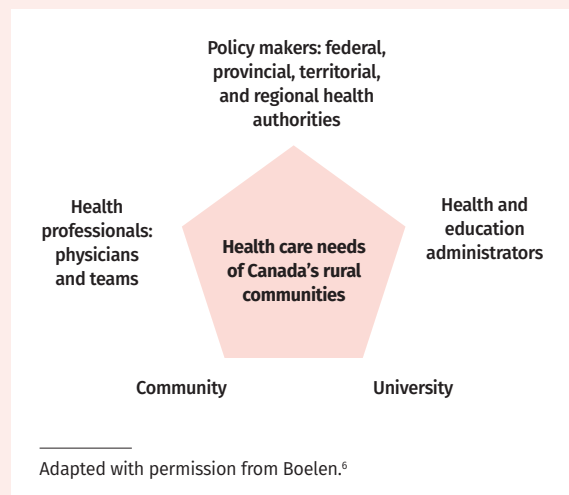 Policy makers: federal,
provincial, territorial,
and regional health
authorities
Health
professionals:
physicians
and teams
Health care needs
of Canada’s rural
communities
Health and
education
administrators
Community
University
Adapted with permission from Boelen.⁶